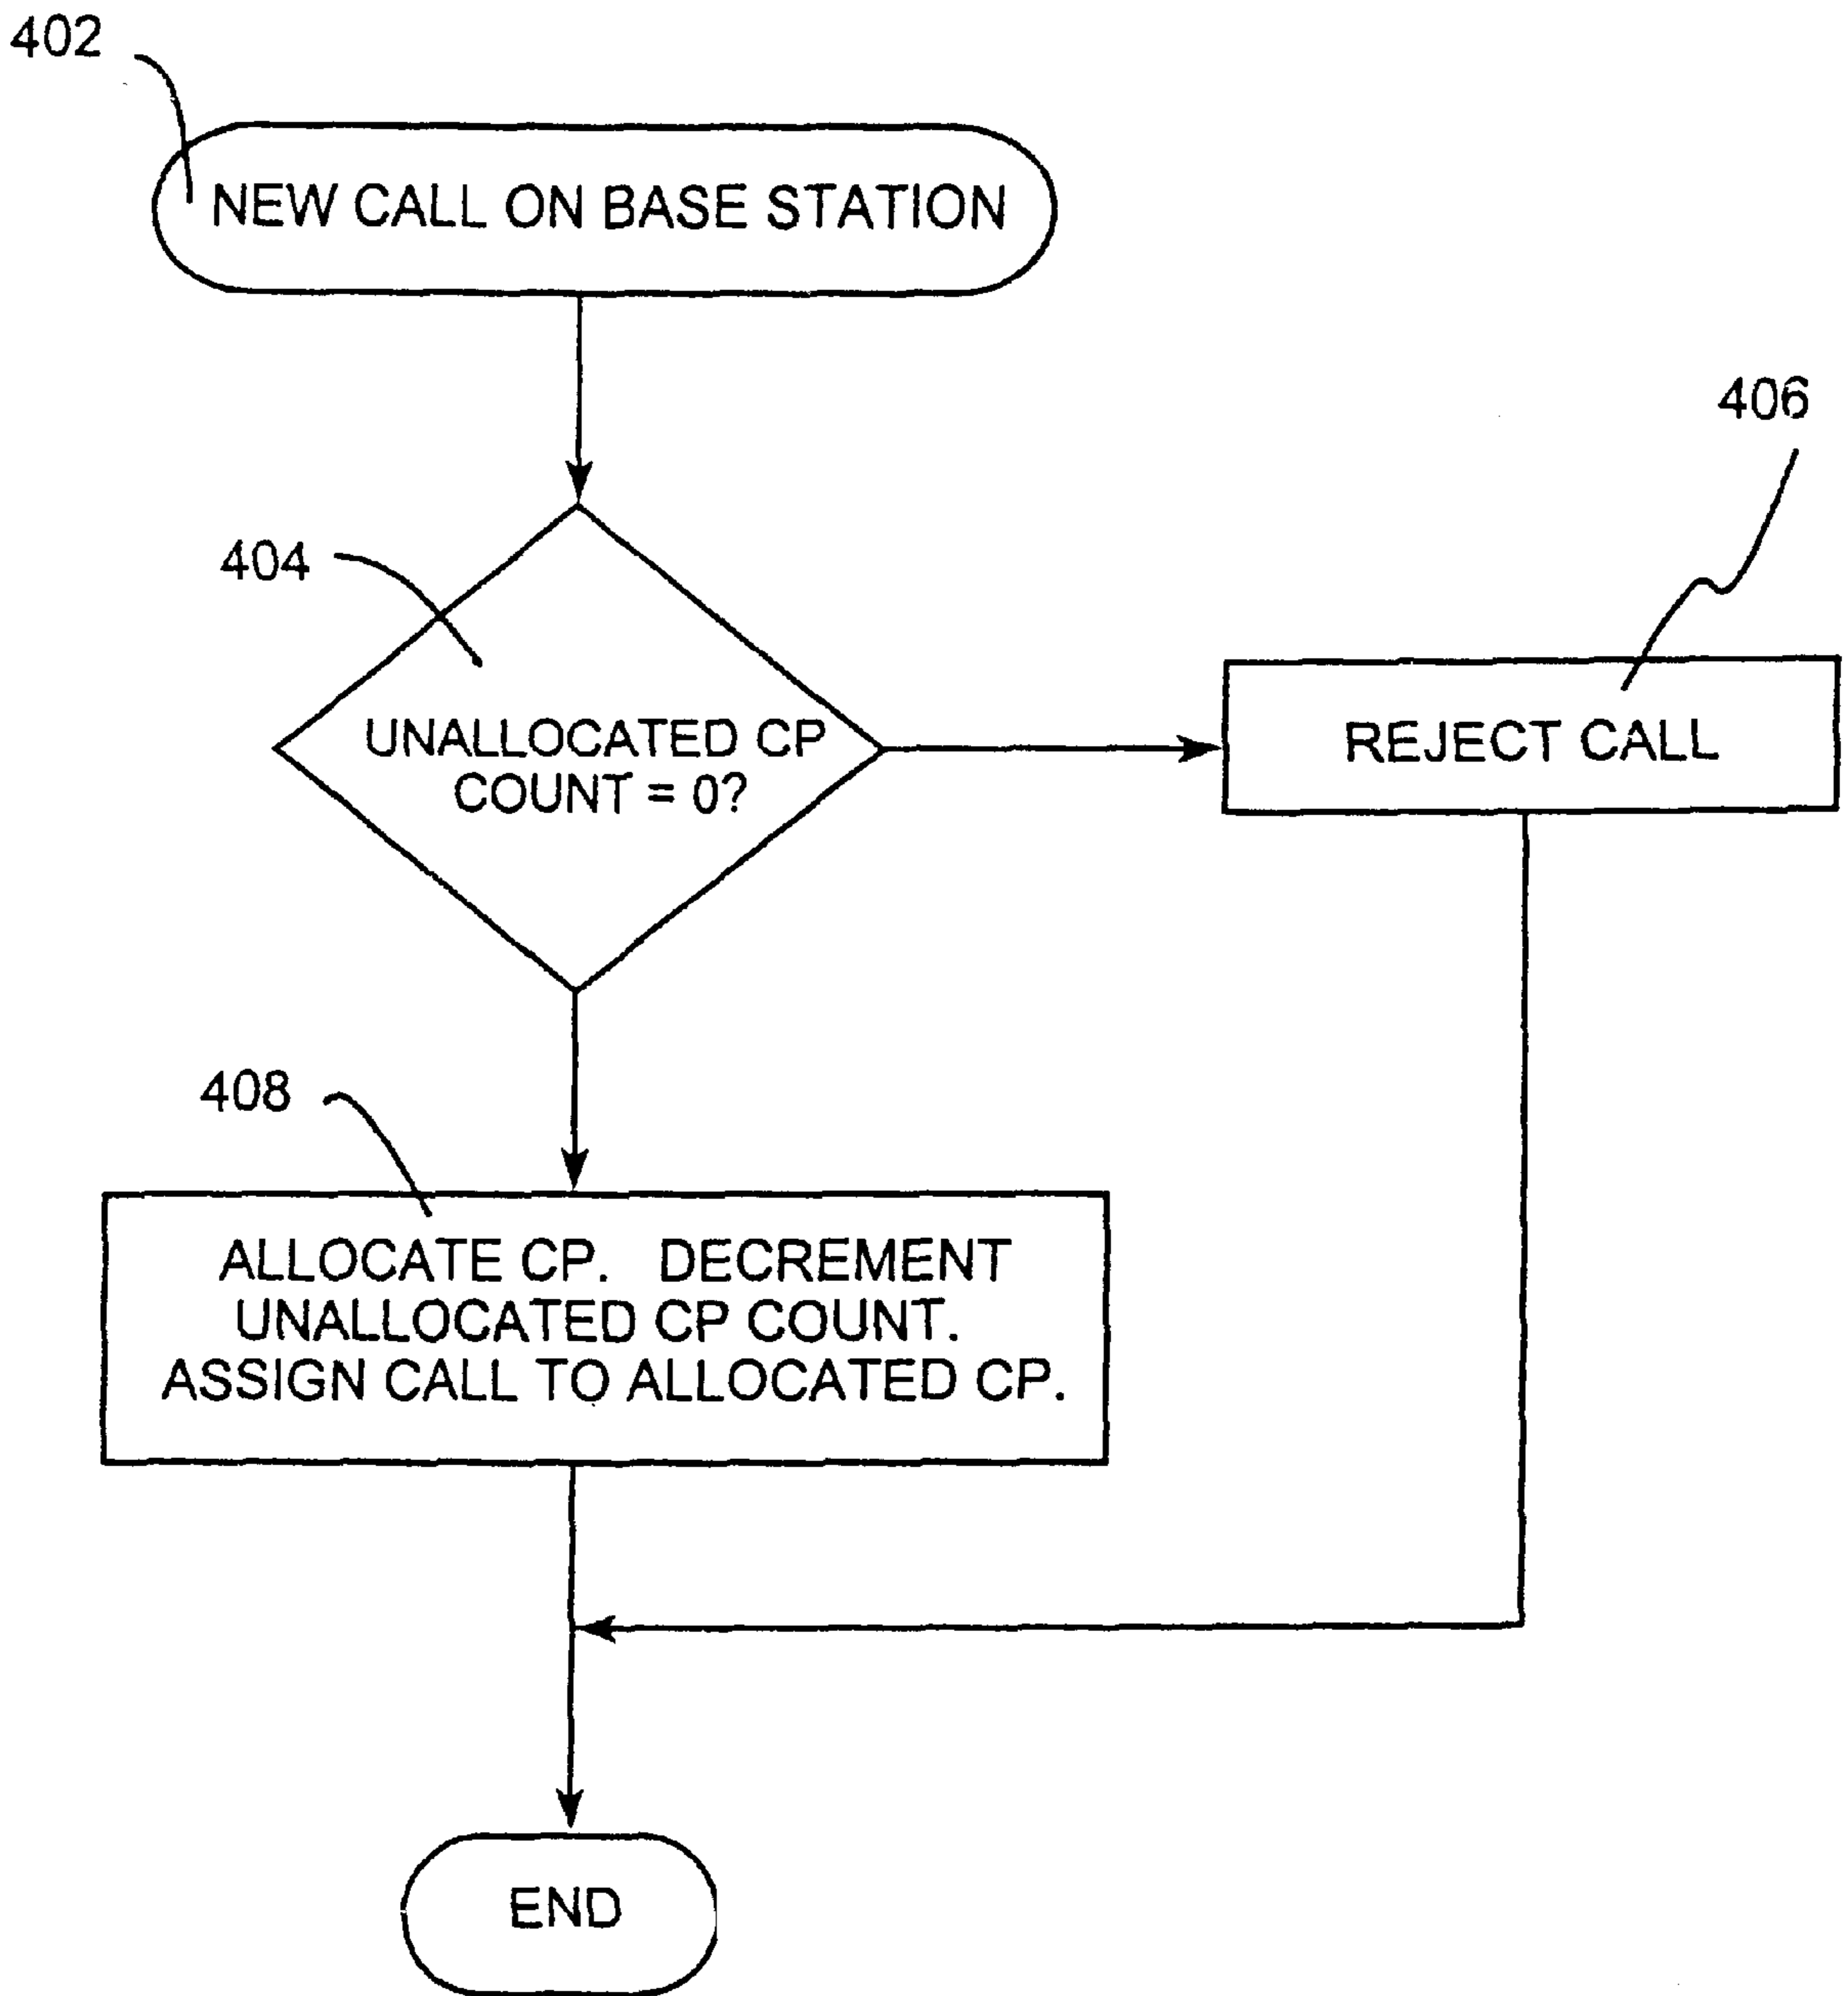 402
NEW CALL ON BASE STATION
406
404
UNALLOCATED CP
COUNT = 0?
REJECT CALL
408
ALLOCATE CP. DECREMENT
UNALLOCATED CP COUNT.
ASSIGN CALL TO ALLOCATED CP.
END